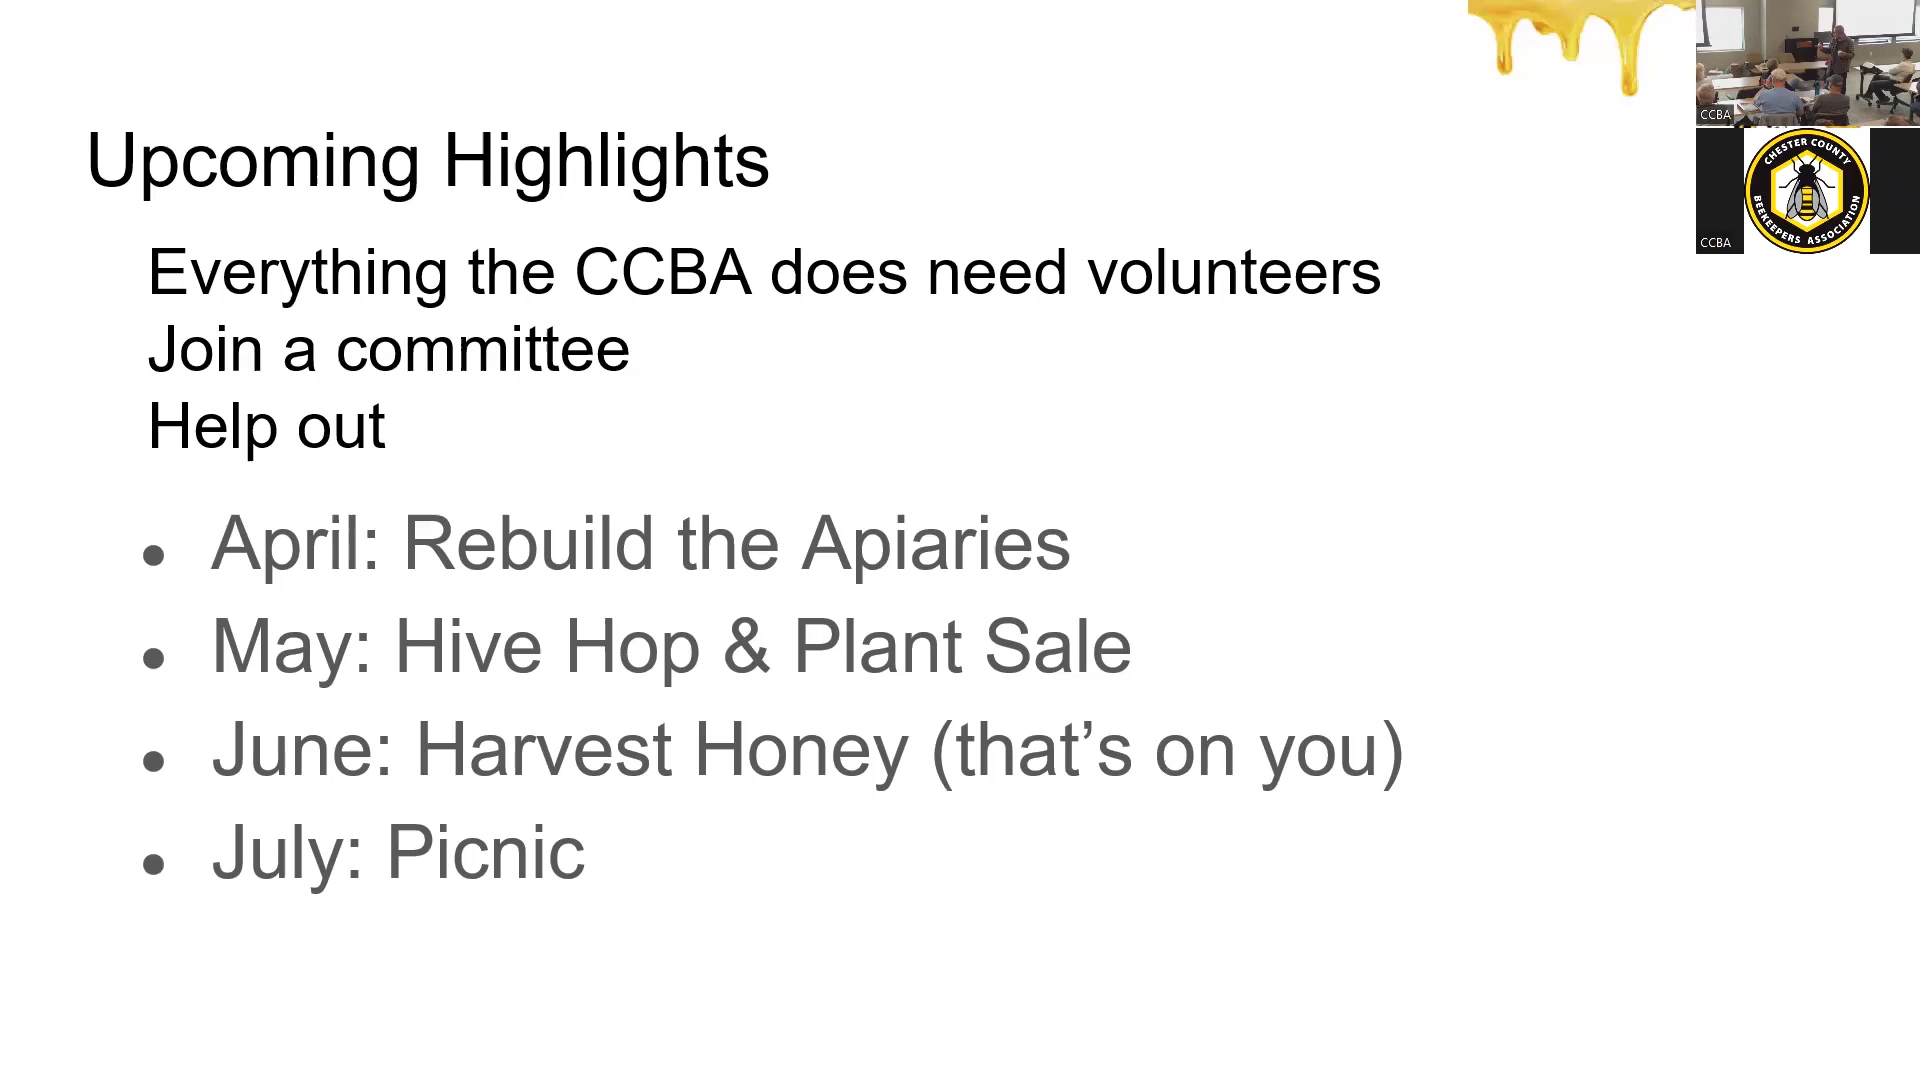 Upcoming Highlights
Everything the CCBA does need volunteers
Join a committee
Help out
● April: Rebuild the Apiaries
● May: Hive Hop & Plant Sale
● June: Harvest Honey (that’s on you)
● July: Picnic
CCBA
CHESTER COUNTY
BEEKEEPERS ASSOCIATION
CCBA